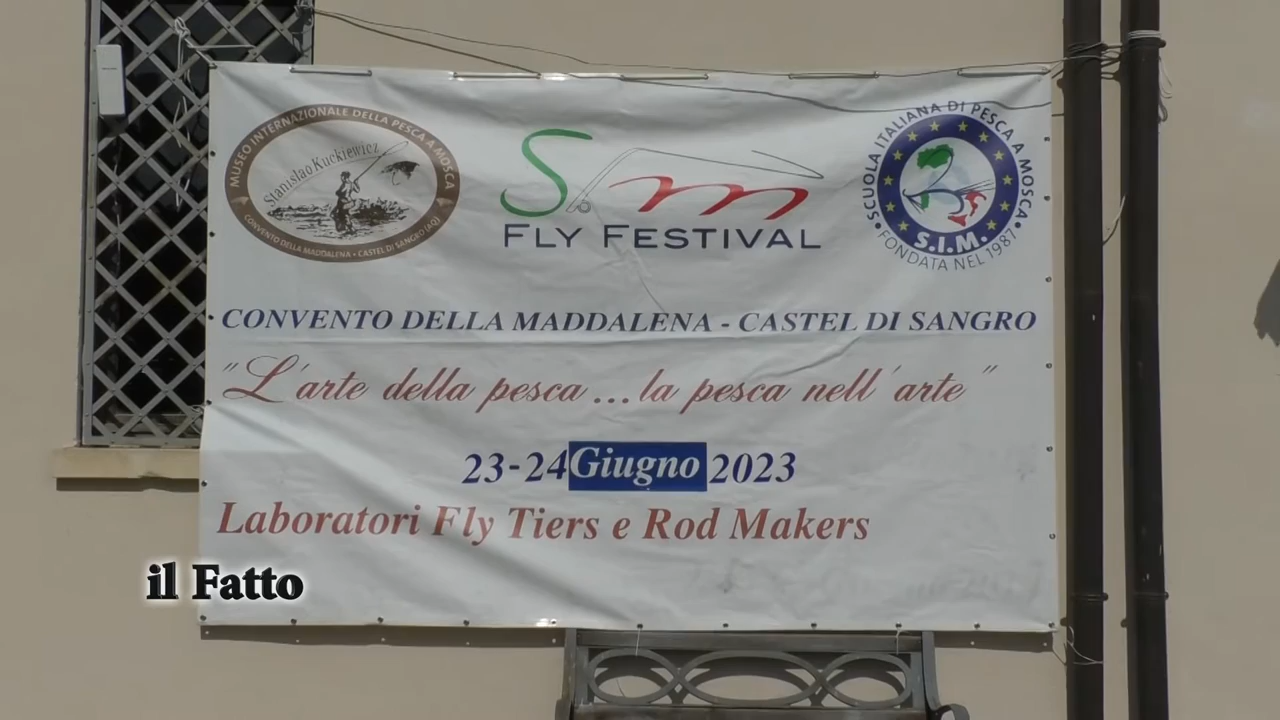 MUSEO INTERNAZIONALE DELLA PESCA A MOSCA
Stanislao Kuckiewicz
CONVENTO DELLA MADDALENA - CASTEL DI SANGRO (AQ)
Sim
FLY FESTIVAL
SCUOLA ITALIANA DI PESCA A MOSCA
S.I.M.
FONDATA NEL 1987
CONVENTO DELLA MADDALENA - CASTEL DI SANGRO
"L'arte della pesca...la pesca nell'arte"
23-24 Giugno 2023
Laboratori Fly Tiers e Rod Makers
il Fatto